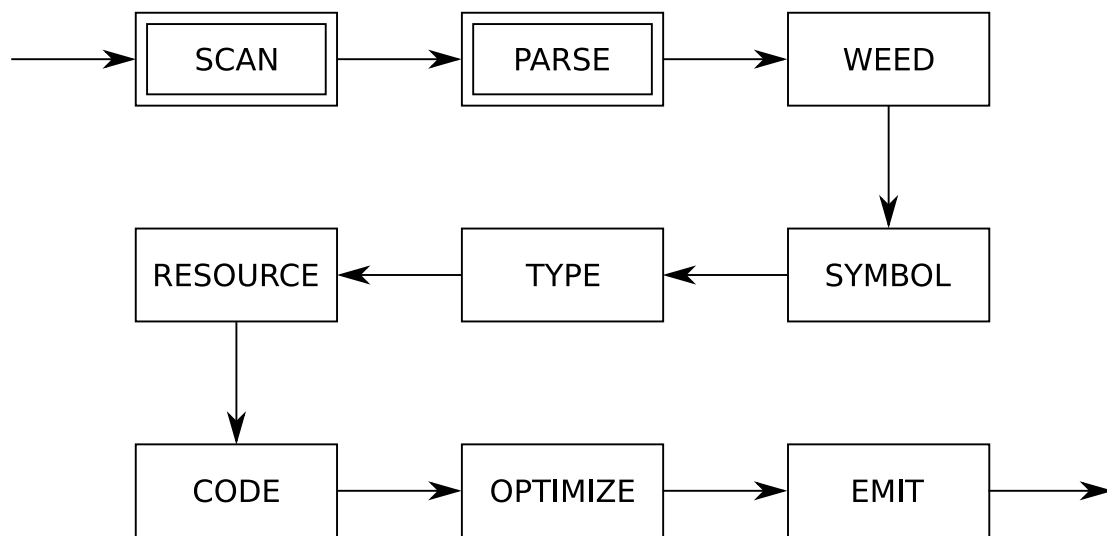 SCAN
PARSE
WEED
RESOURCE
TYPE
SYMBOL
CODE
OPTIMIZE
EMIT